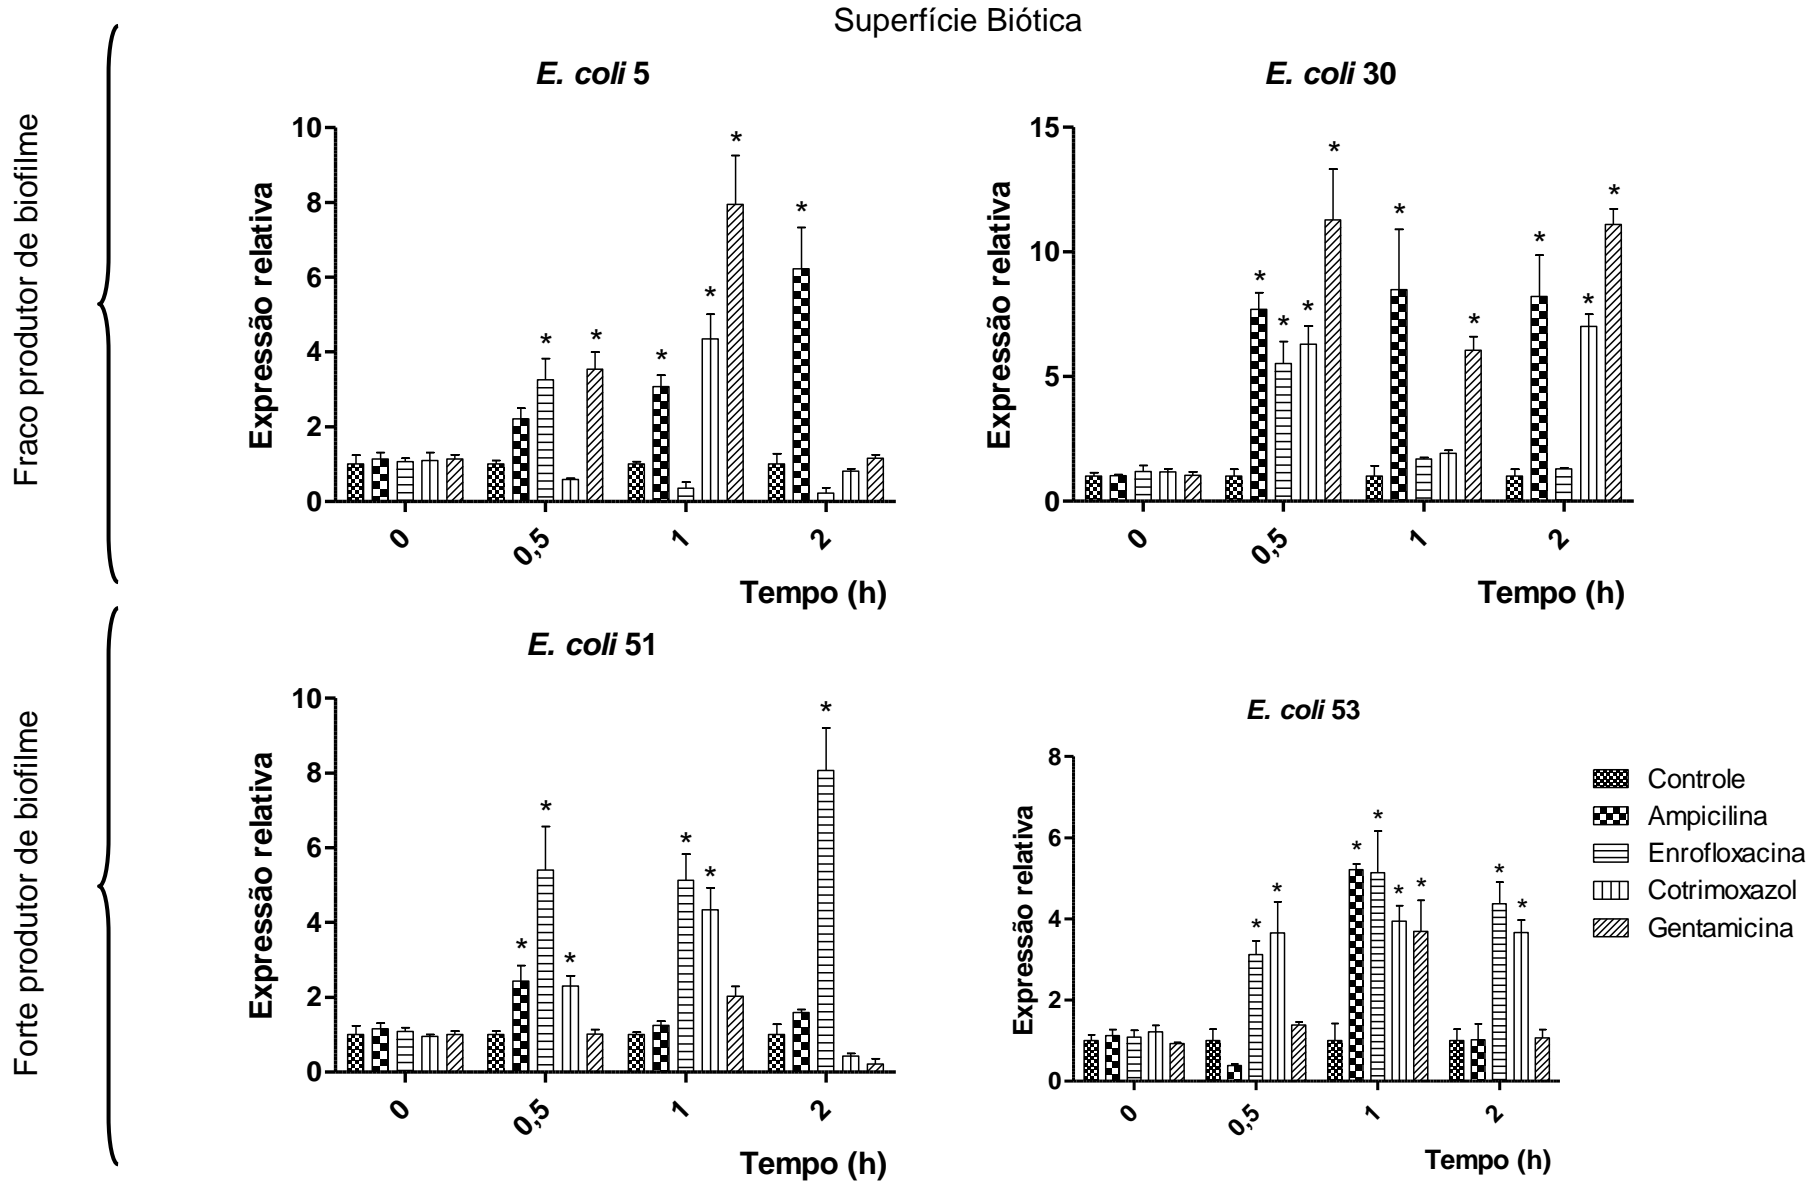 Superfície Biótica
Fraco produtor de biofilme
E. coli 5
Expressão relativa
10
8
6
4
2
0
* * * * * *
0 0,5 1 2
Tempo (h)
E. coli 30
Expressão relativa
15
10
5
0
* * * * * * * * *
0 0,5 1 2
Tempo (h)
Forte produtor de biofilme
E. coli 51
Expressão relativa
10
8
6
4
2
0
* * * * * *
0 0,5 1 2
Tempo (h)
E. coli 53
Expressão relativa
8
6
4
2
0
* * * * * * * *
0 0,5 1 2
Tempo (h)
Controle
Ampicilina
Enrofloxacina
Cotrimoxazol
Gentamicina